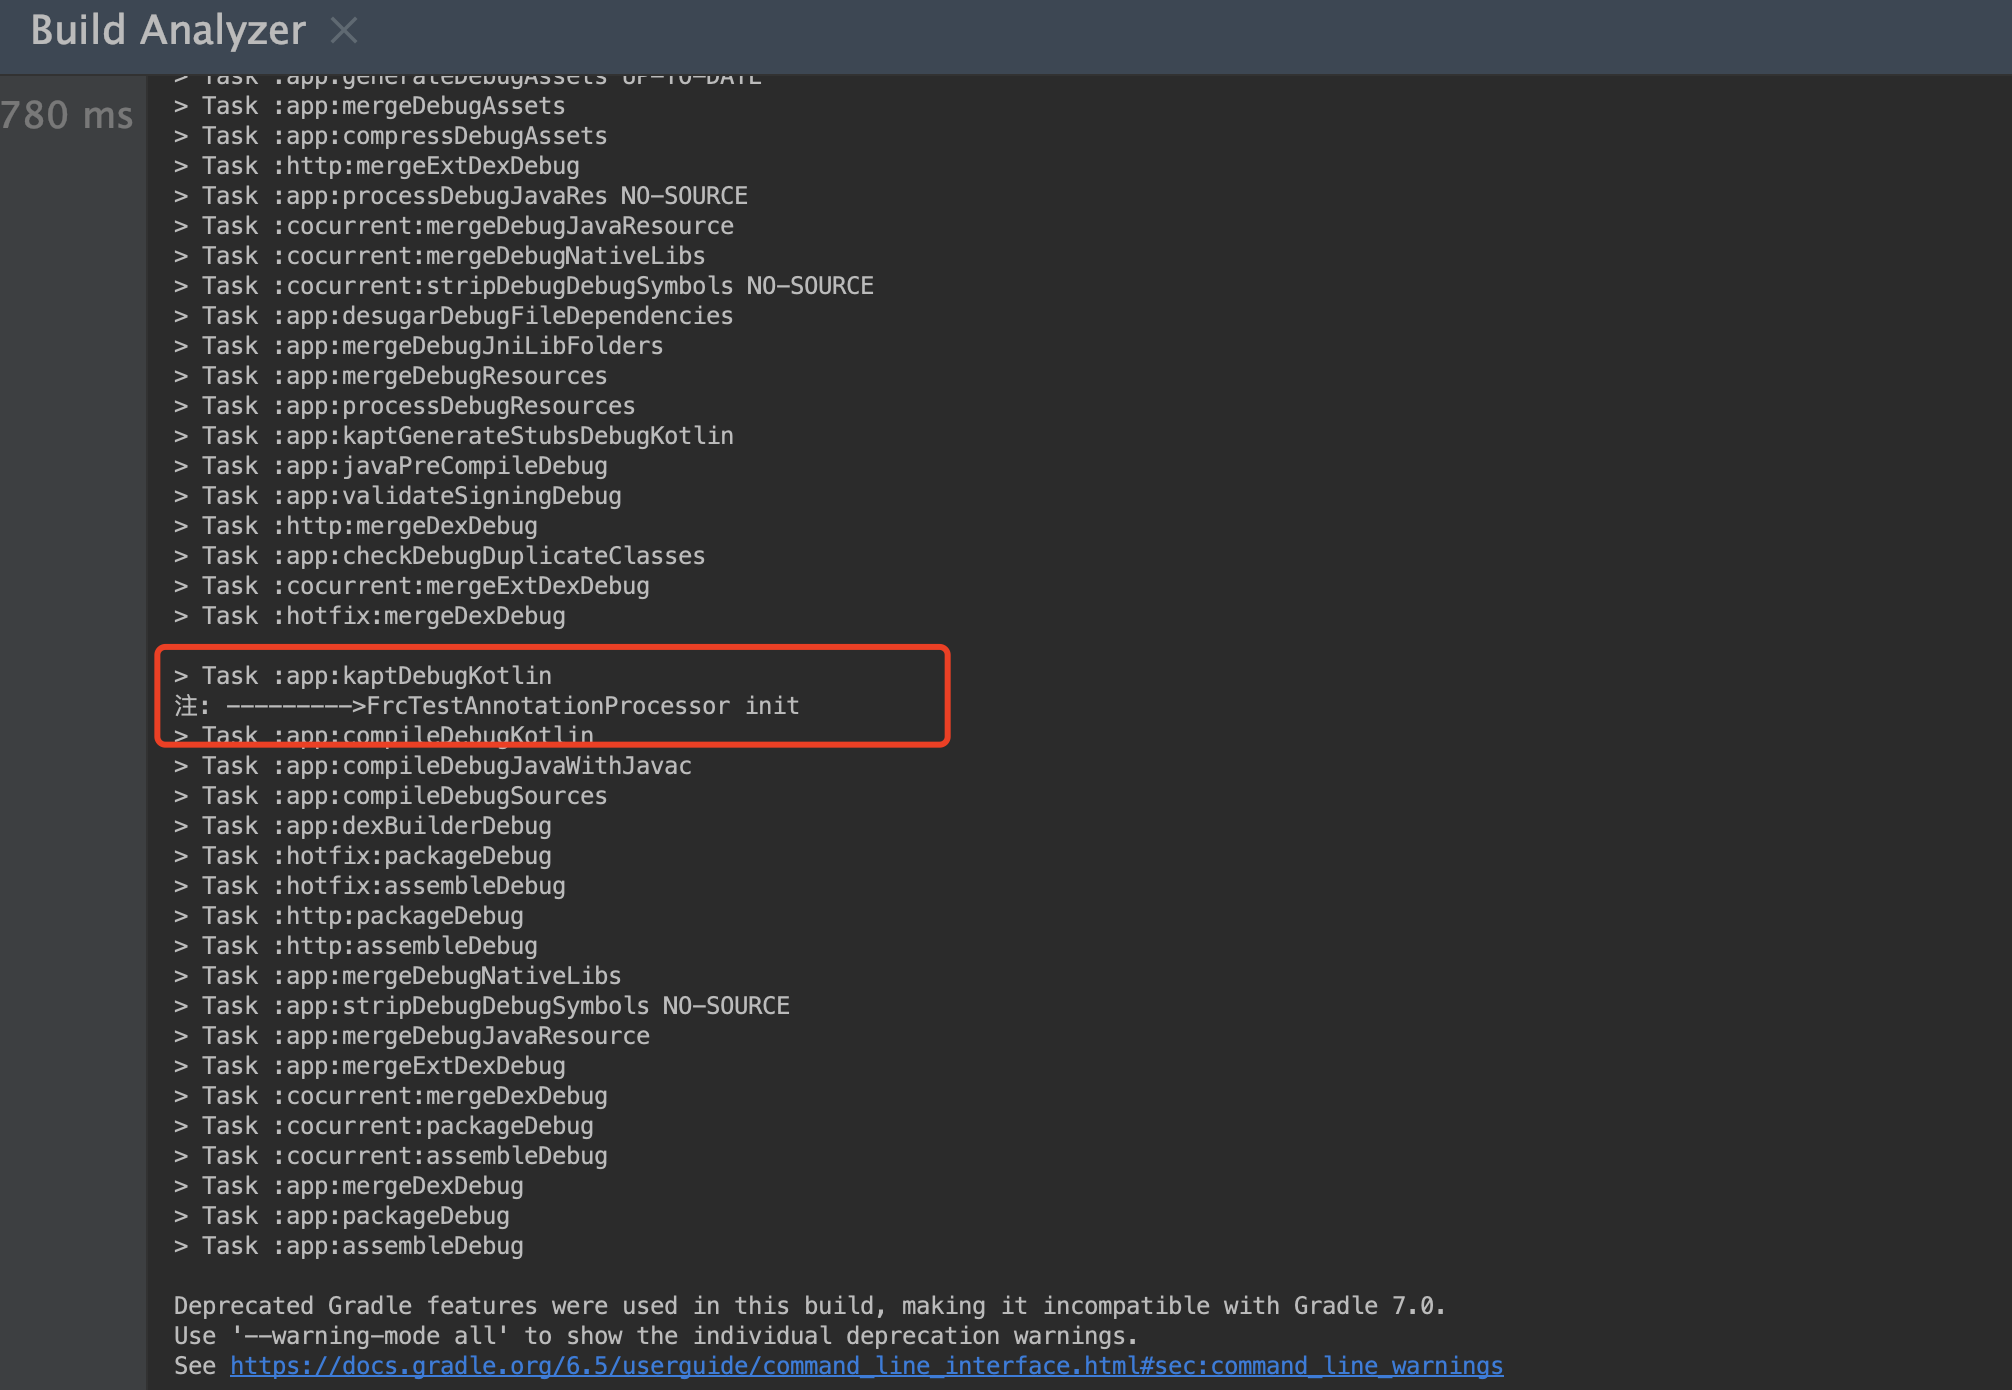 Build Analyzer
780 ms
> Task :app:generateDebugAssets UP-TO-DATE
> Task :app:mergeDebugAssets
> Task :app:compressDebugAssets
> Task :http:mergeExtDexDebug
> Task :app:processDebugJavaRes NO-SOURCE
> Task :cocurrent:mergeDebugJavaResource
> Task :cocurrent:mergeDebugNativeLibs
> Task :cocurrent:stripDebugDebugSymbols NO-SOURCE
> Task :app:desugarDebugFileDependencies
> Task :app:mergeDebugJniLibFolders
> Task :app:mergeDebugResources
> Task :app:processDebugResources
> Task :app:kaptGenerateStubsDebugKotlin
> Task :app:javaPreCompileDebug
> Task :app:validateSigningDebug
> Task :http:mergeDexDebug
> Task :app:checkDebugDuplicateClasses
> Task :cocurrent:mergeExtDexDebug
> Task :hotfix:mergeDexDebug
> Task :app:kaptDebugKotlin
注: --------->FrcTestAnnotationProcessor init
> Task :app:compileDebugKotlin
> Task :app:compileDebugJavaWithJavac
> Task :app:compileDebugSources
> Task :app:dexBuilderDebug
> Task :hotfix:packageDebug
> Task :hotfix:assembleDebug
> Task :http:packageDebug
> Task :http:assembleDebug
> Task :app:mergeDebugNativeLibs
> Task :app:stripDebugDebugSymbols NO-SOURCE
> Task :app:mergeDebugJavaResource
> Task :app:mergeExtDexDebug
> Task :cocurrent:mergeDexDebug
> Task :cocurrent:packageDebug
> Task :cocurrent:assembleDebug
> Task :app:mergeDexDebug
> Task :app:packageDebug
> Task :app:assembleDebug
Deprecated Gradle features were used in this build, making it incompatible with Gradle 7.0.
Use '--warning-mode all' to show the individual deprecation warnings.
See https://docs.gradle.org/6.5/userguide/command_line_interface.html#sec:command_line_warnings